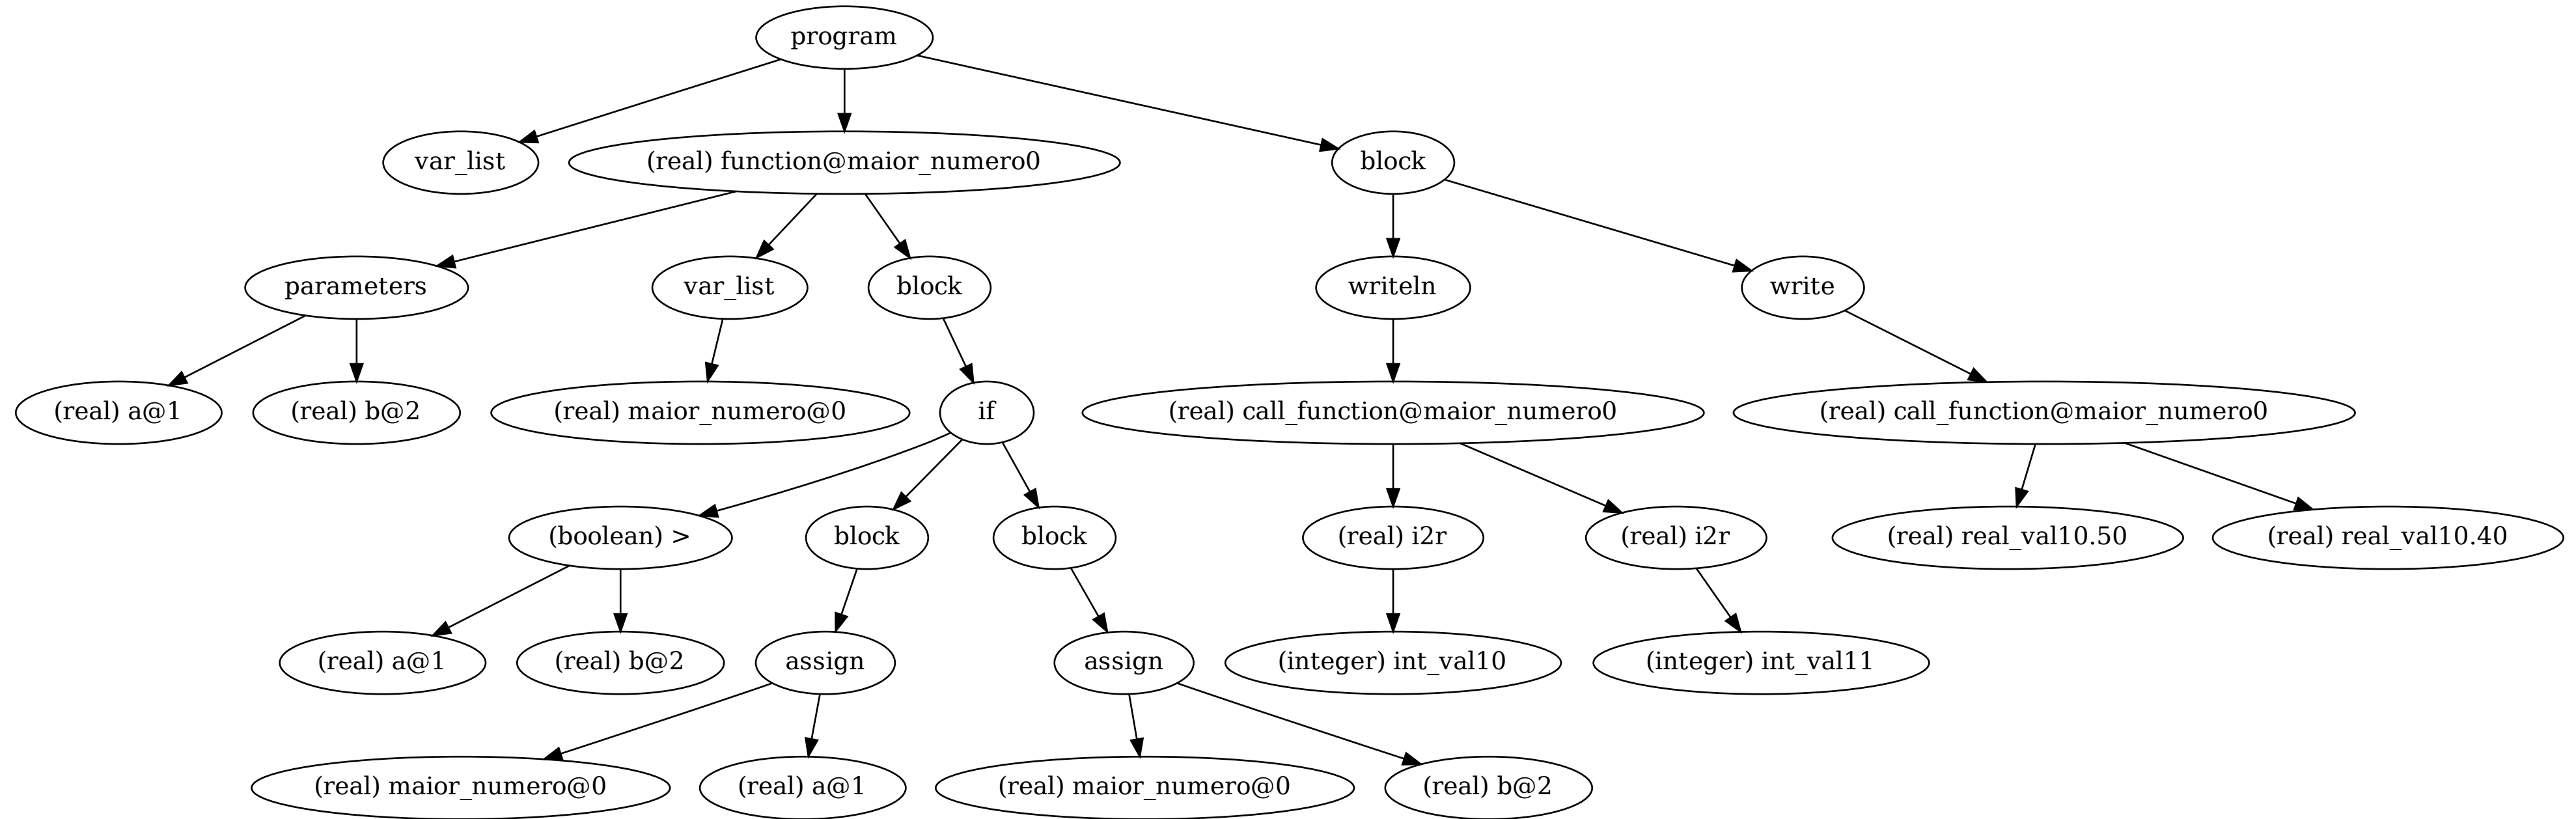 program
var_list
(real) function@maior_numero0
block
parameters
var_list
block
writeln
write
(real) a@1
(real) b@2
(real) maior_numero@0
if
(real) call_function@maior_numero0
(real) call_function@maior_numero0
(boolean) >
block
block
(real) i2r
(real) i2r
(real) real_val10.50
(real) real_val10.40
(real) a@1
(real) b@2
assign
assign
(integer) int_val10
(integer) int_val11
(real) maior_numero@0
(real) a@1
(real) maior_numero@0
(real) b@2